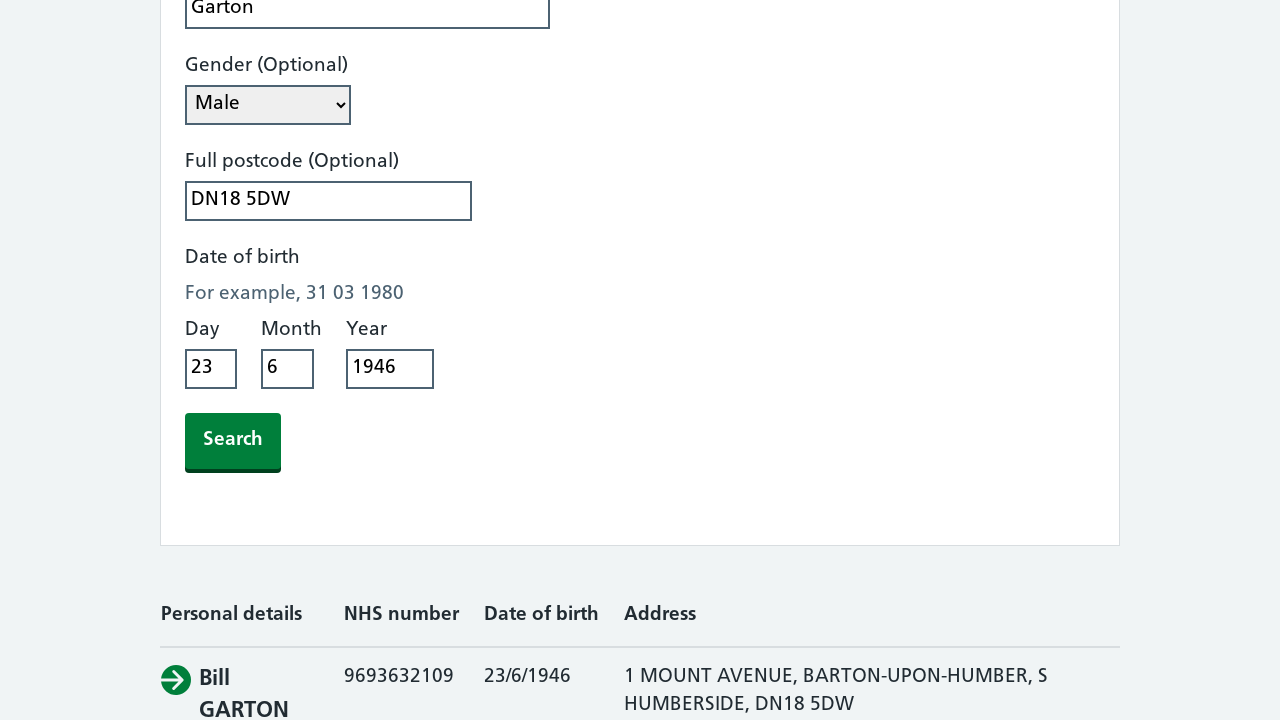 Garton
Gender (Optional)
Male
Full postcode (Optional)
DN18 5DW
Date of birth
For example, 31 03 1980
Day Month Year
23 6 1946
Search
Personal details NHS number Date of birth Address
Bill 9693632109 23/6/1946 1 MOUNT AVENUE, BARTON-UPON-HUMBER, S
GARTON HUMBERSIDE, DN18 5DW